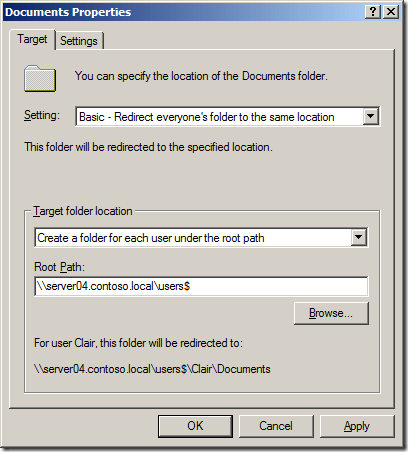 Documents Properties
Target
Settings
You can specify the location of the Documents folder.
Setting:
Basic - Redirect everyone's folder to the same location
This folder will be redirected to the specified location.
Target folder location
Create a folder for each user under the root path
Root Path:
\\server04.contoso.local\users$
Browse...
For user Clair, this folder will be redirected to:
\\server04.contoso.local\users$\Clair\Documents
OK
Cancel
Apply